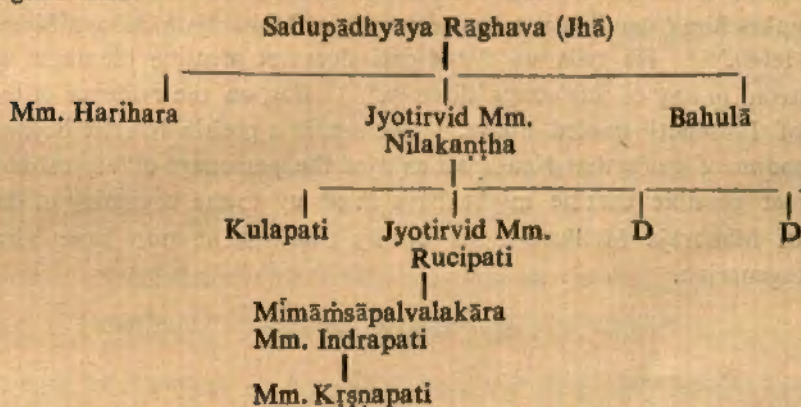 Sadupādhyāya Rāghava (Jhā)
Mm. Harihara Jyotirvid Mm. Bahulā
Nīlakaṇṭha
Kulapati Jyotirvid Mm. D D
Rucipati
Mīmāṁsāpalvalakāra
Mm. Indrapati
Mm. Kṛṣṇapati